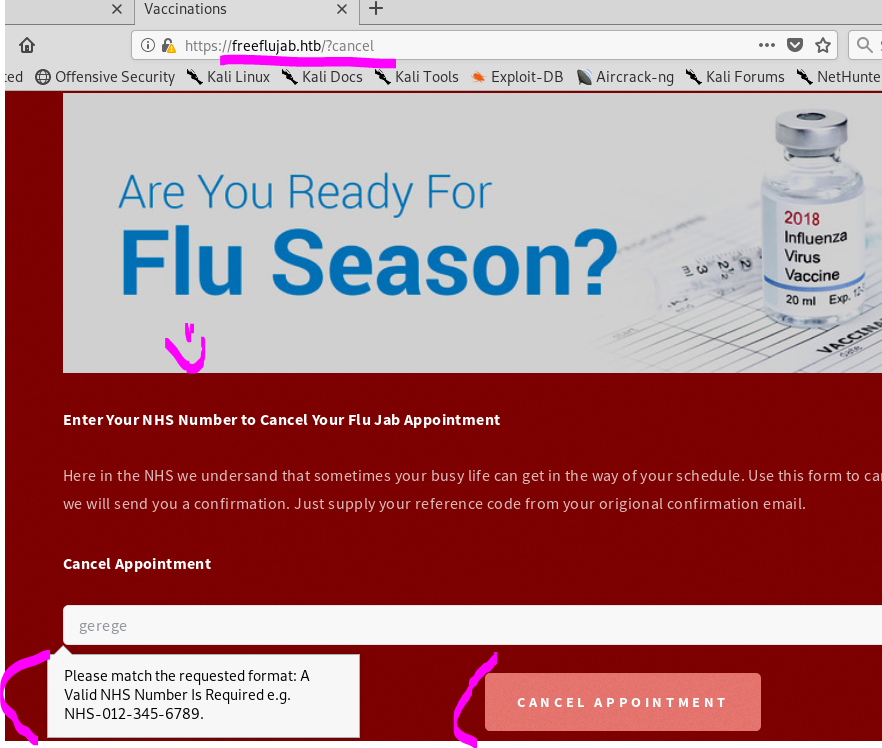 Vaccinations
https://freeflujab.htb/?cancel
Offensive Security Kali Linux Kali Docs Kali Tools Exploit-DB Aircrack-ng Kali Forums NetHunte
Are You Ready For
Flu Season?
2018
Influenza
Virus
Vaccine
20 ml Exp.
Enter Your NHS Number to Cancel Your Flu Jab Appointment
Here in the NHS we undersand that sometimes your busy life can get in the way of your schedule. Use this form to ca
we will send you a confirmation. Just supply your reference code from your origional confirmation email.
Cancel Appointment
gerege
Please match the requested format: A
Valid NHS Number Is Required e.g.
NHS-012-345-6789.
CANCEL APPOINTMENT